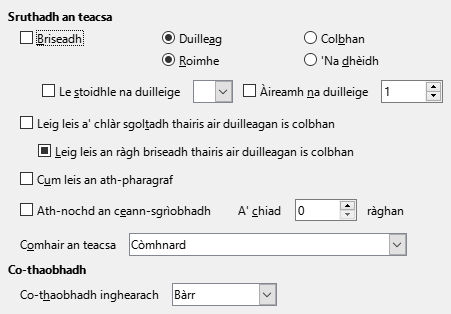 Sruthadh an teacsa
Briseadh Duilleag Colbhan
Roimhe 'Na dhèidh
Le stoidhle na duilleige Àireamh na duilleige 1
Leig leis a' chlàr sgoltadh thairis air duilleagan is colbhan
Leig leis an ràgh briseadh thairis air duilleagan is colbhan
Cum leis an ath-pharagraf
Ath-nochd an ceann-sgrìobhadh A' chiad 0 ràghan
Comhair an teacsa Còmhnard
Co-thaobhadh
Co-thaobhadh inghearach Bàrr